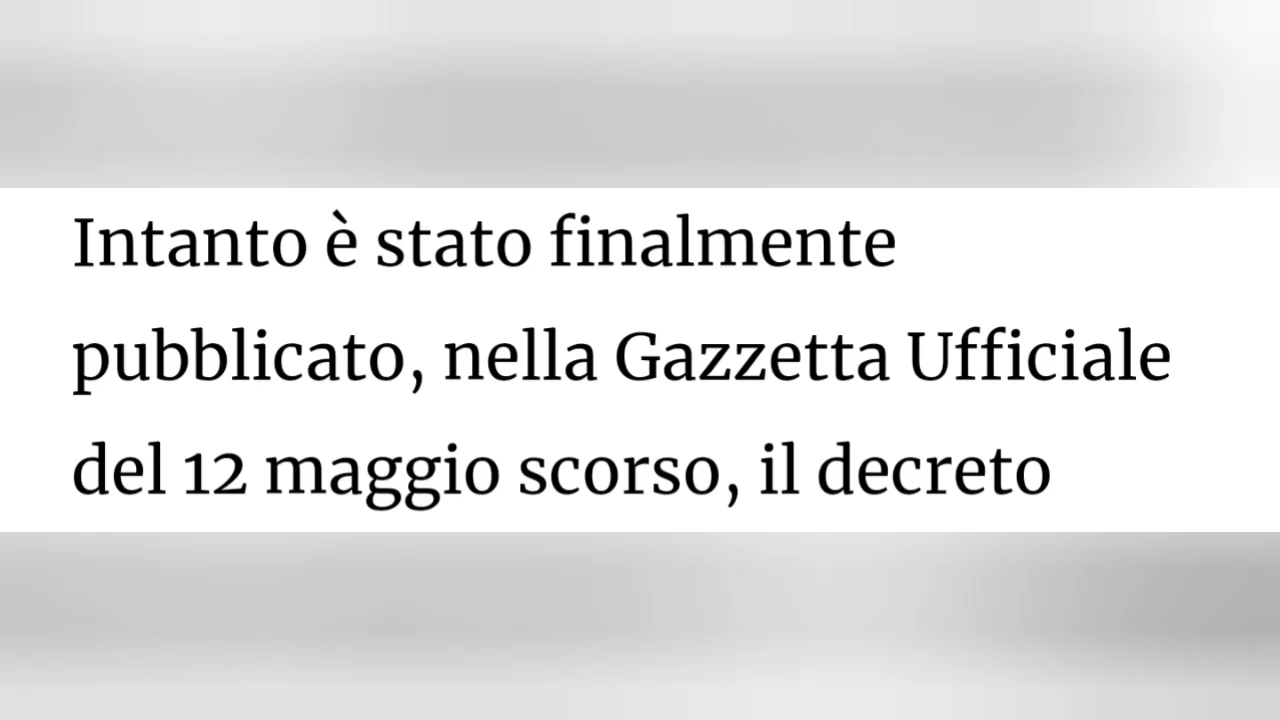 Intanto è stato finalmente
pubblicato, nella Gazzetta Ufficiale
del 12 maggio scorso, il decreto